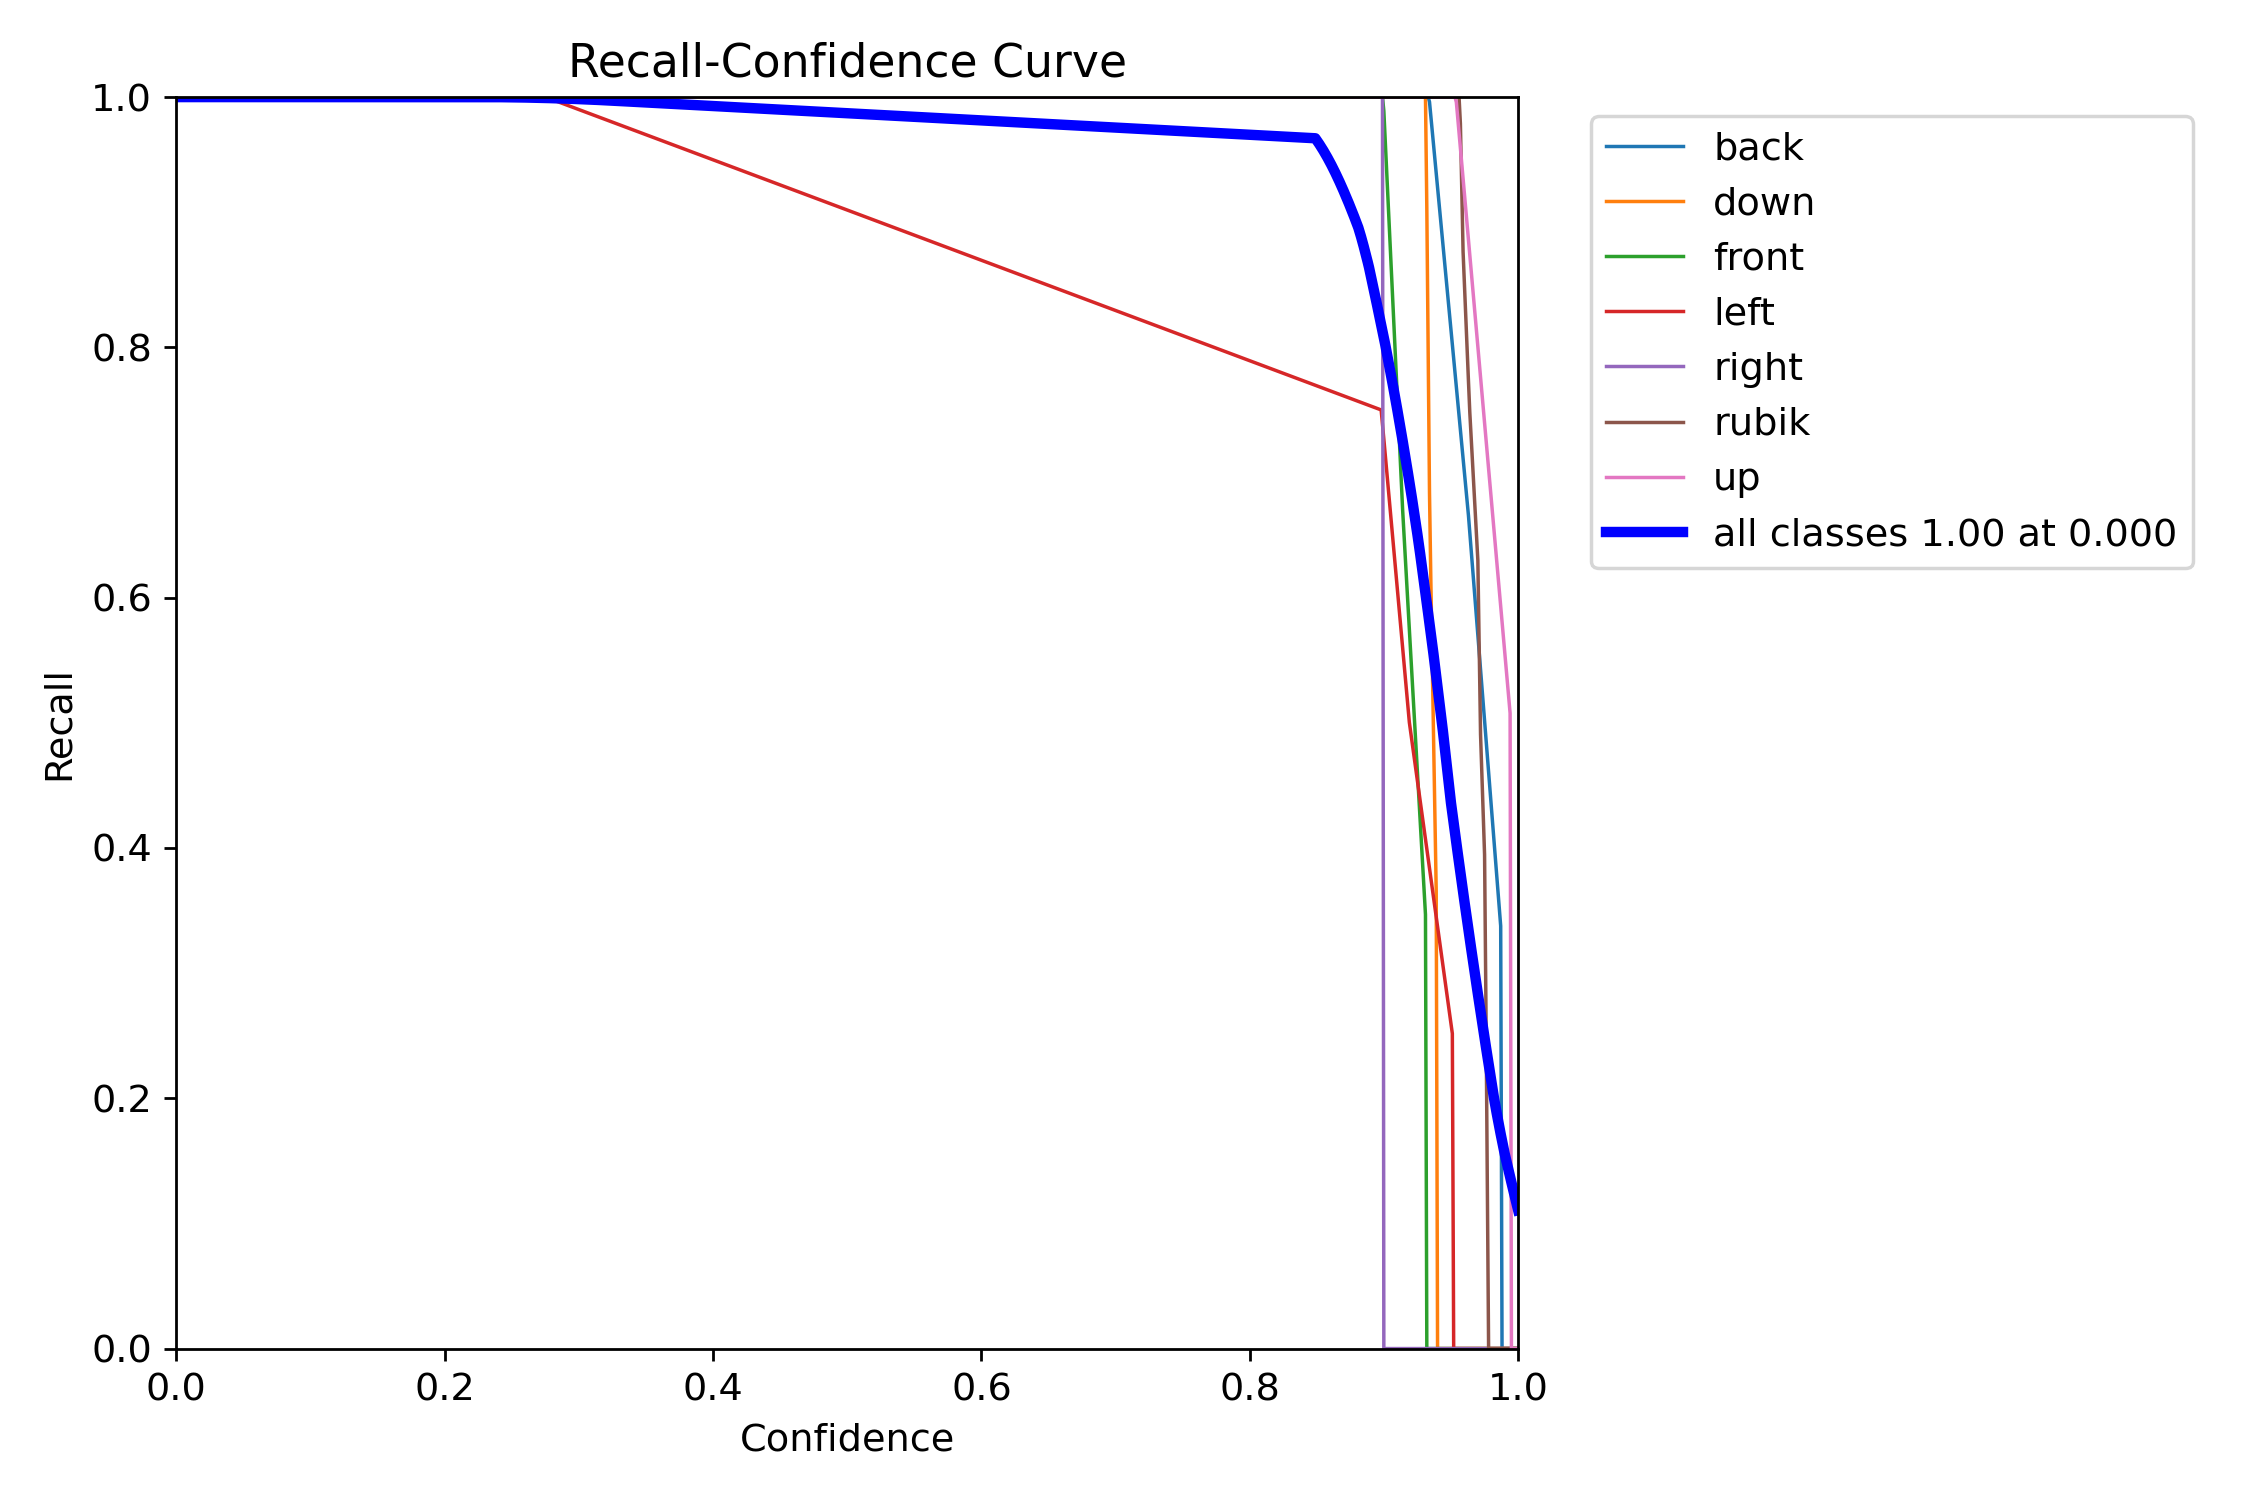 Recall-Confidence Curve
1.0
0.8
0.6
0.4
0.2
0.0
Recall
0.0 0.2 0.4 0.6 0.8 1.0
Confidence
back
down
front
left
right
rubik
up
all classes 1.00 at 0.000